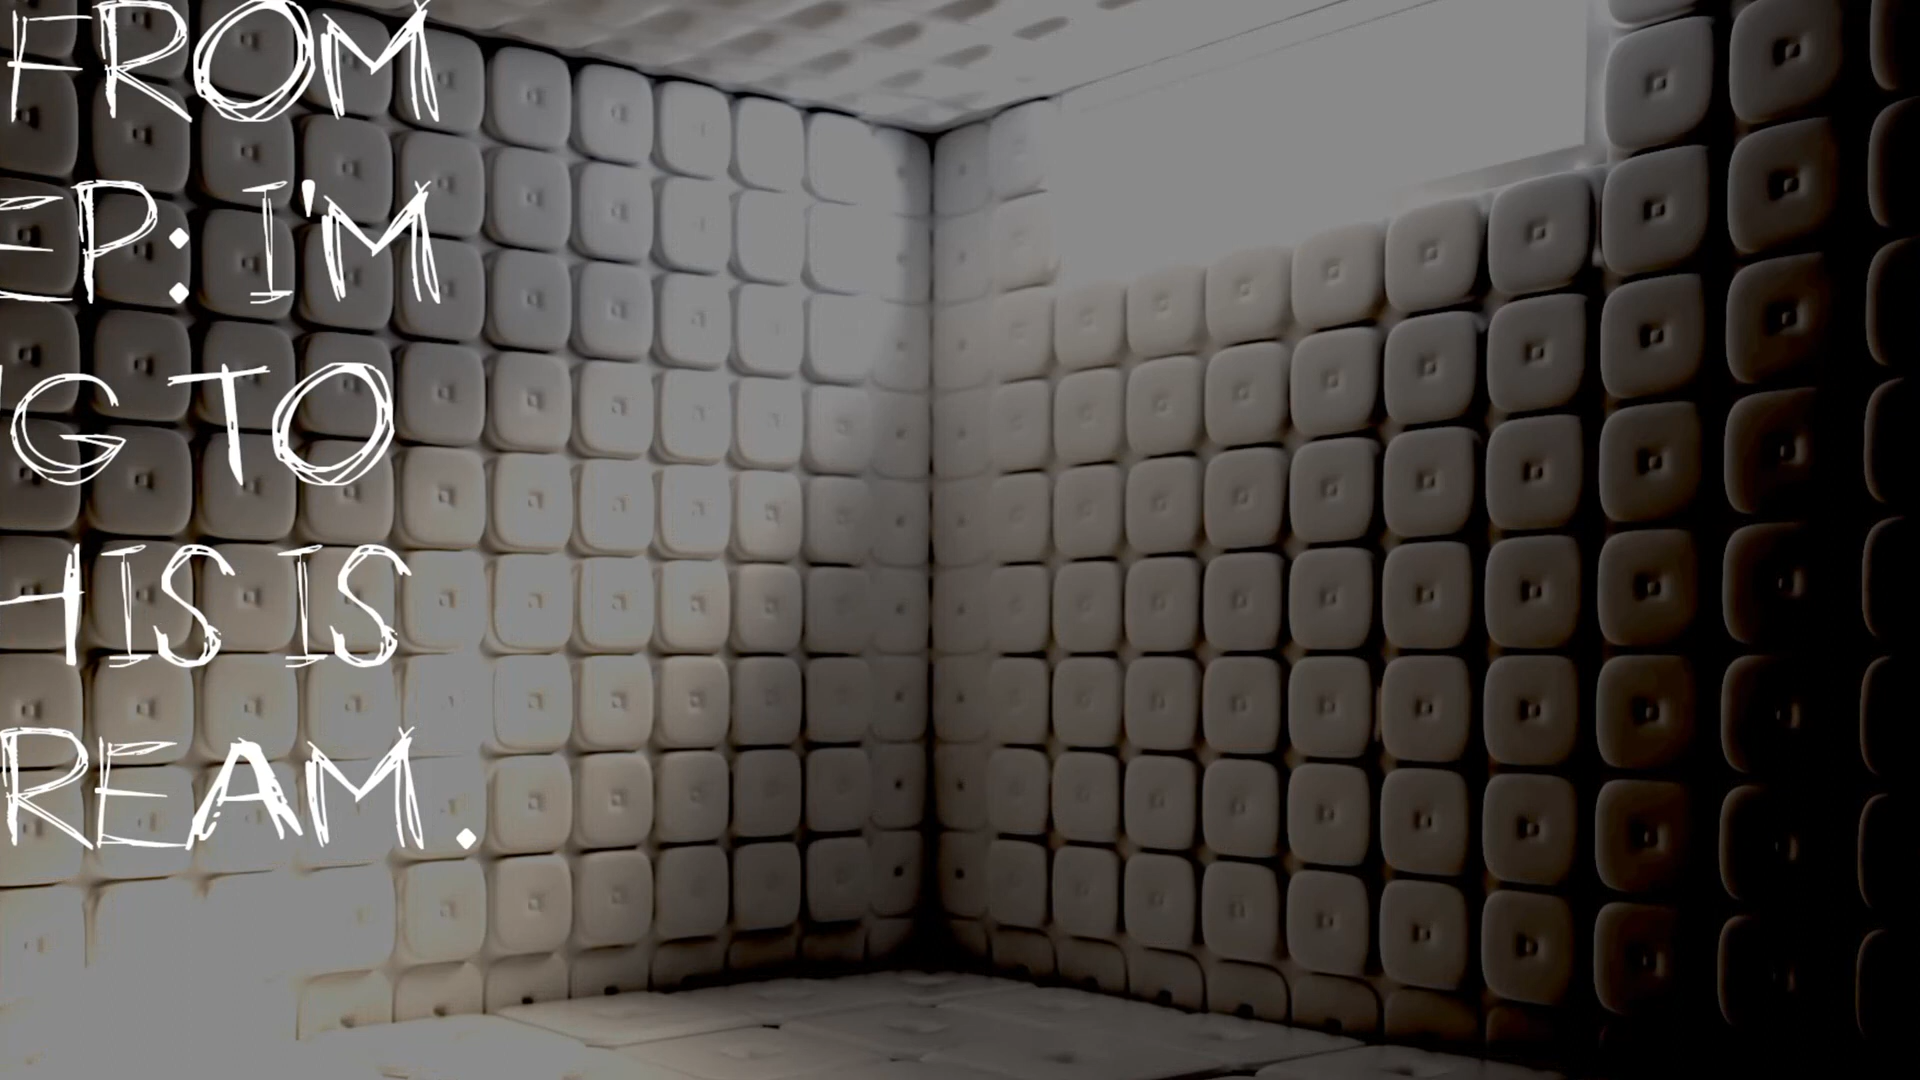 FROM
EP: I'M
G TO
HIS IS
REAM.